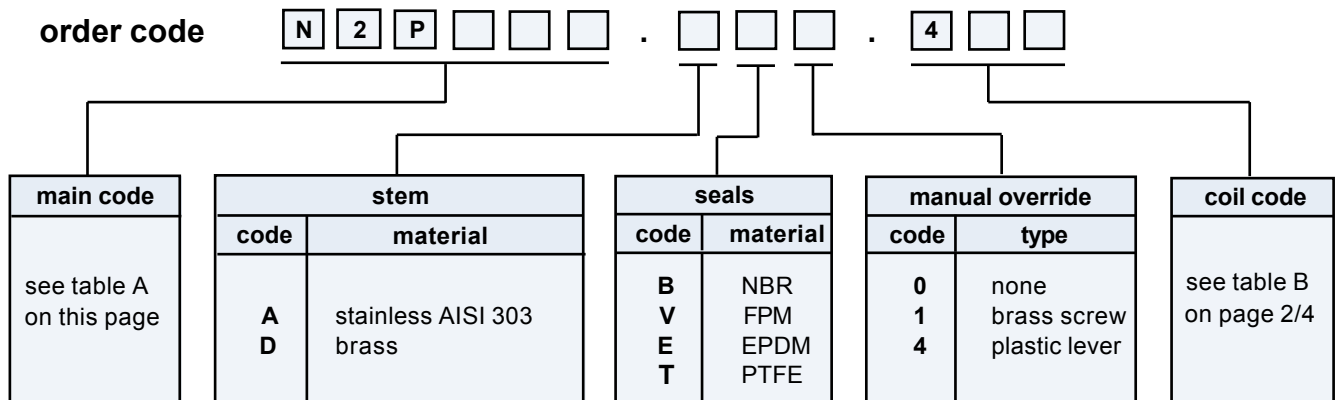 order code N 2 P . . 4
main code
see table A
on this page
stem
code material
A stainless AISI 303
D brass
seals
code material
B NBR
V FPM
E EPDM
T PTFE
manual override
code type
0 none
1 brass screw
4 plastic lever
coil code
see table B
on page 2/4